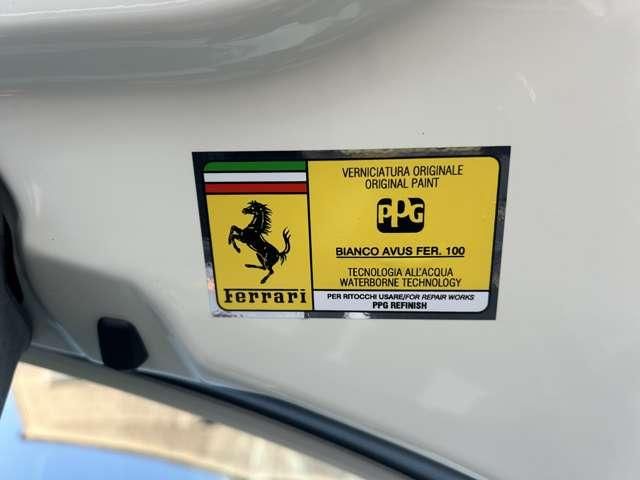 VERNICIATURA ORIGINALE
ORIGINAL PAINT
PPG
BIANCO AVUS FER. 100
TECNOLOGIA ALL'ACQUA
WATERBORNE TECHNOLOGY
Ferrari
PER RITOCCHI USARE/FOR REPAIR WORKS
PPG REFINISH